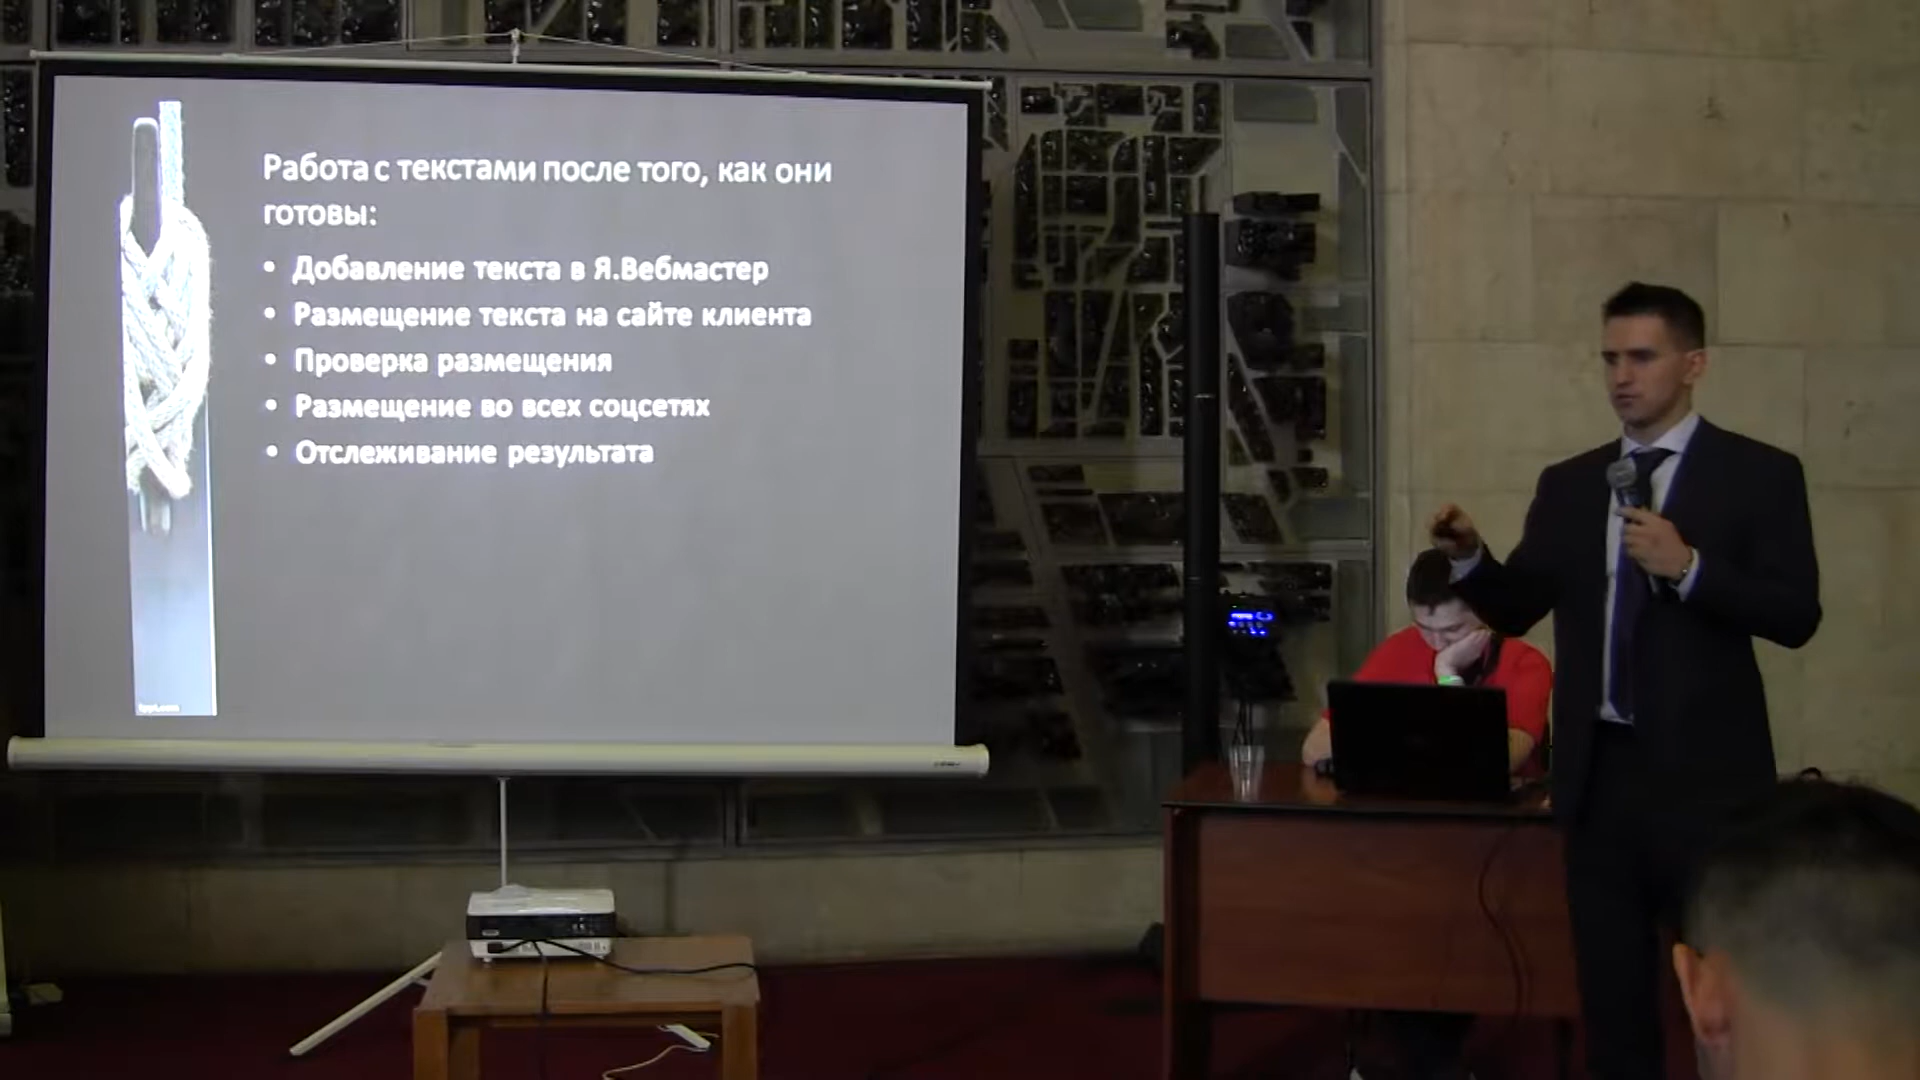 Работа с текстами после того, как они
готовы:
• Добавление текста в Я.Вебмастер
• Размещение текста на сайте клиента
• Проверка размещения
• Размещение во всех соцсетях
• Отслеживание результата